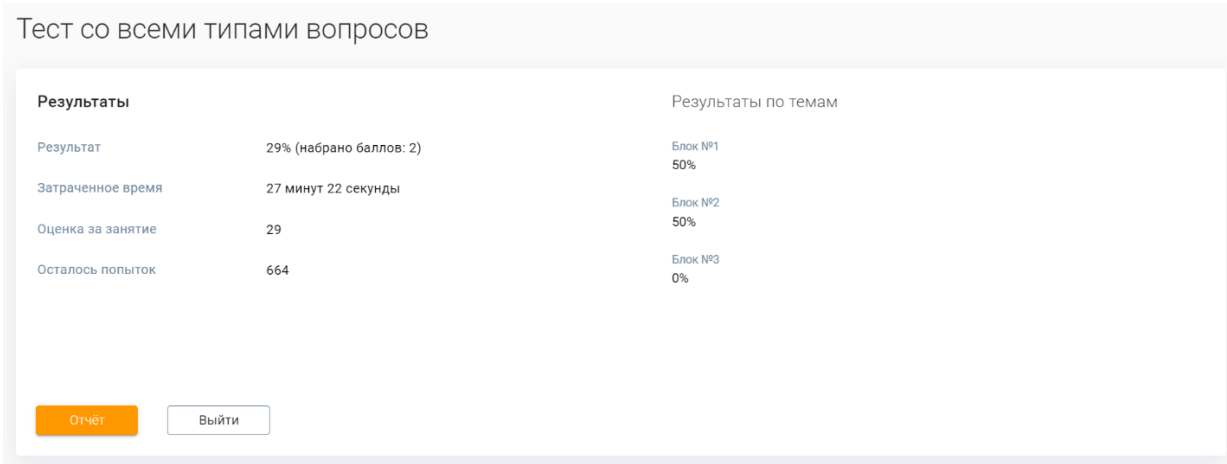 Тест со всеми типами вопросов
Результаты
Результат 29% (набрано баллов: 2)
Затраченное время 27 минут 22 секунды
Оценка за занятие 29
Осталось попыток 664
Результаты по темам
Блок №1
50%
Блок №2
50%
Блок №3
0%
Отчёт Выйти